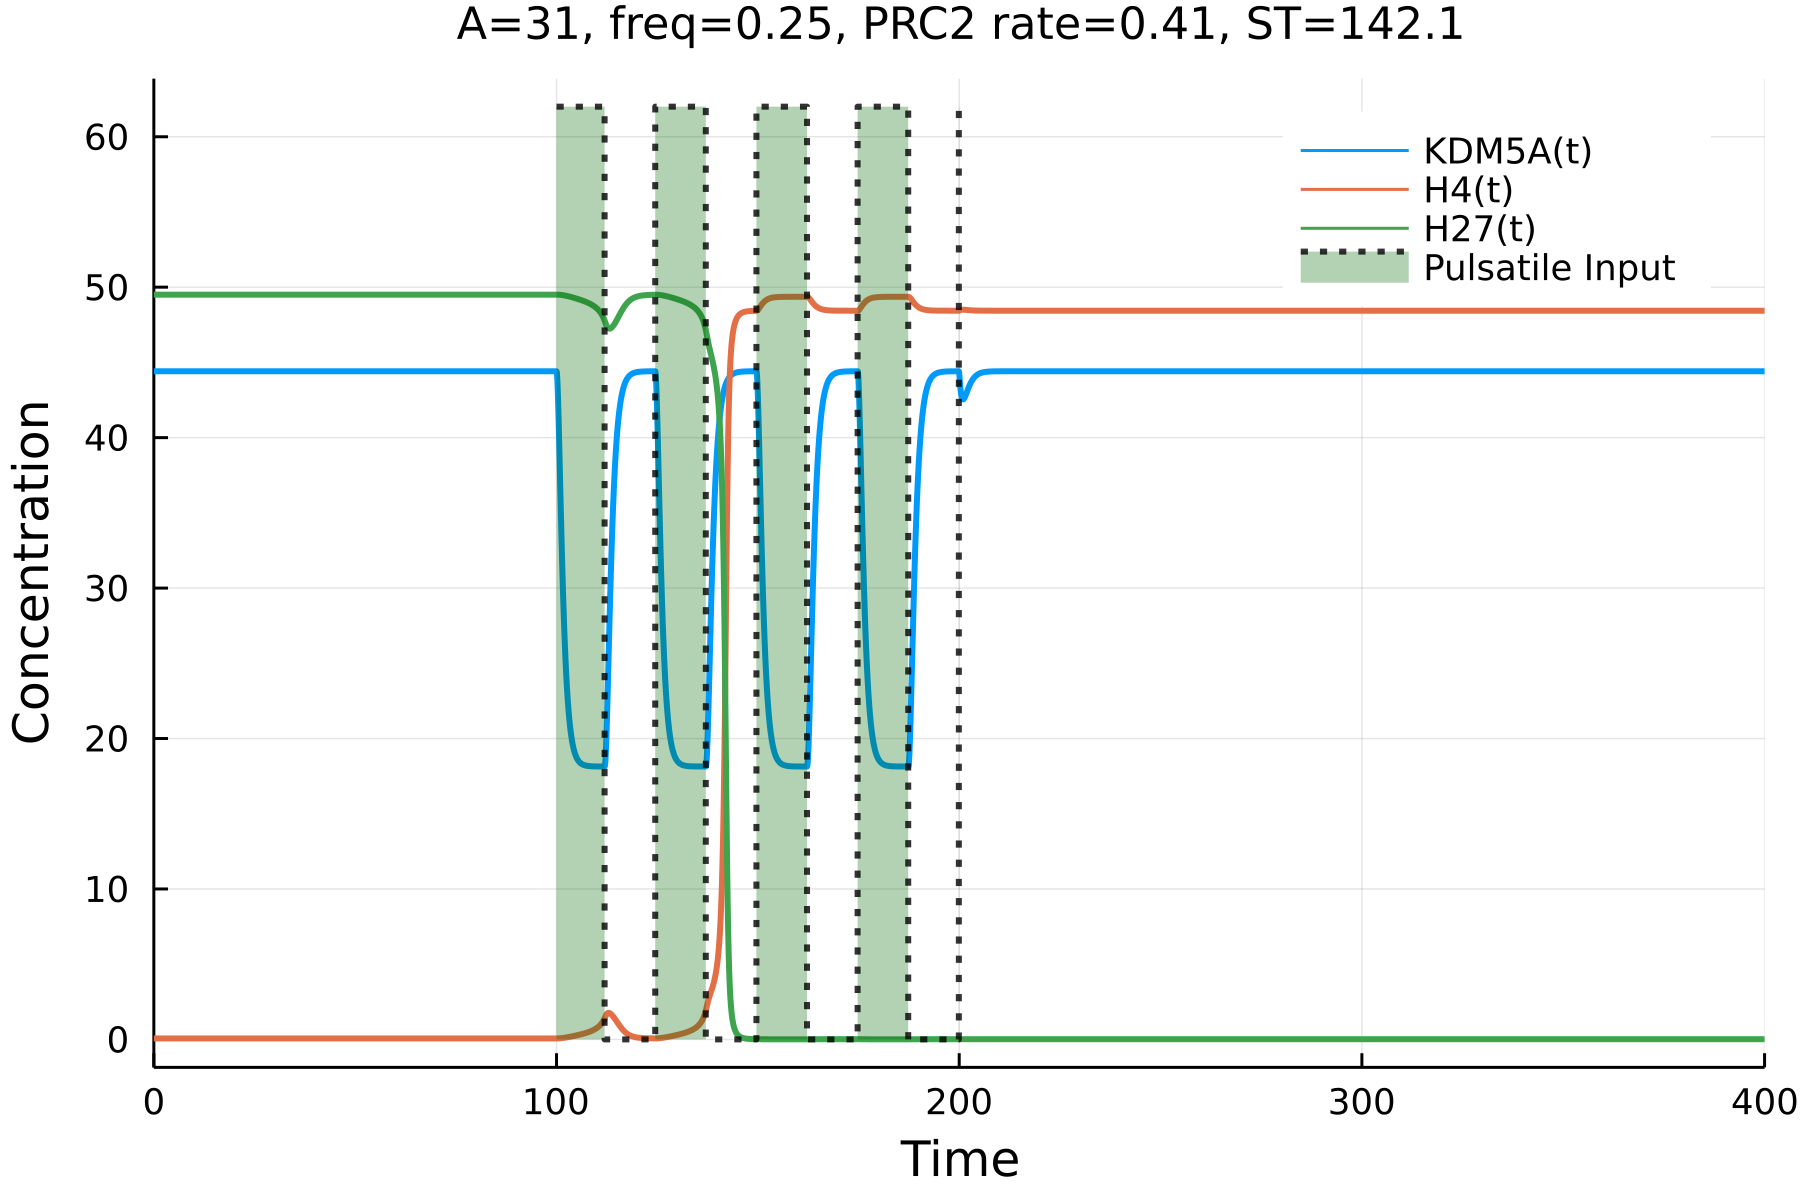 A=31, freq=0.25, PRC2 rate=0.41, ST=142.1
60
50
40
30
20
10
0
Concentration
KDM5A(t)
H4(t)
H27(t)
Pulsatile Input
0 100 200 300 400
Time